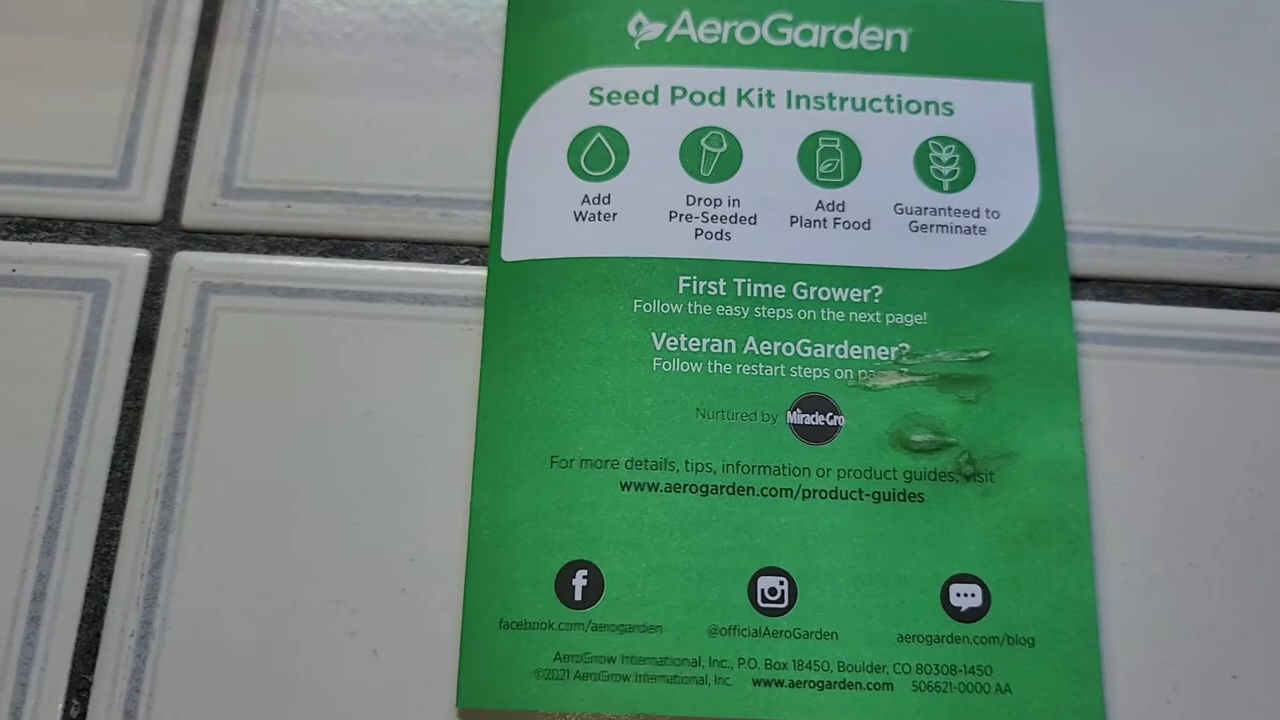 AeroGarden
Seed Pod Kit Instructions
Add
Water
Drop in
Pre-Seeded
Pods
Add
Plant Food
Guaranteed to
Germinate
First Time Grower?
Follow the easy steps on the next page!
Veteran AeroGardener?
Follow the restart steps on
Nurtured by Miracle-Gro
For more details, tips, information or product guides, visit
www.aerogarden.com/product-guides
facebook.com/aerogarden
@officialAeroGarden
aerogarden.com/blog
AeroGrow International, Inc., P.O. Box 18450, Boulder, CO 80308-1450
©2021 AeroGrow International, Inc. www.aerogarden.com 506621-0000 AA